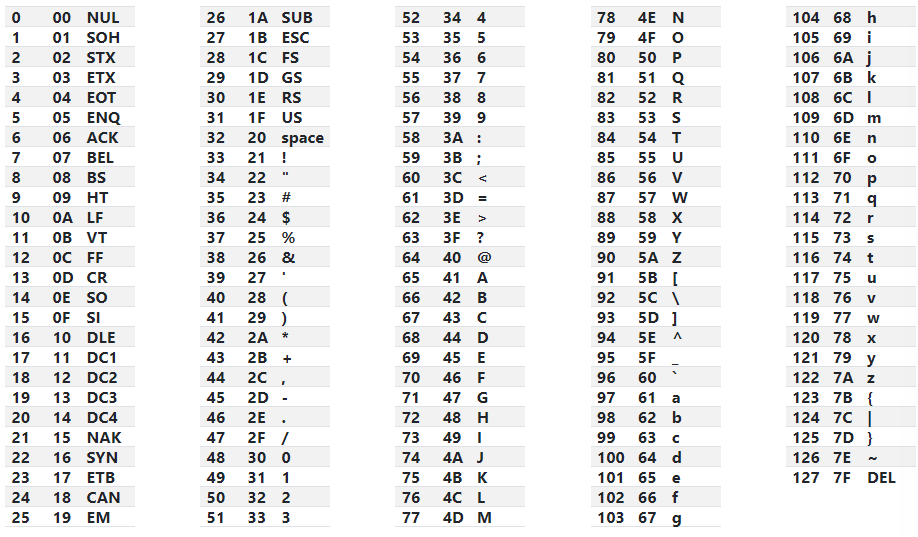 0 00 NUL
1 01 SOH
2 02 STX
3 03 ETX
4 04 EOT
5 05 ENQ
6 06 ACK
7 07 BEL
8 08 BS
9 09 HT
10 0A LF
11 0B VT
12 0C FF
13 0D CR
14 0E SO
15 0F SI
16 10 DLE
17 11 DC1
18 12 DC2
19 13 DC3
20 14 DC4
21 15 NAK
22 16 SYN
23 17 ETB
24 18 CAN
25 19 EM
26 1A SUB
27 1B ESC
28 1C FS
29 1D GS
30 1E RS
31 1F US
32 20 space
33 21 !
34 22 "
35 23 #
36 24 $
37 25 %
38 26 &
39 27 '
40 28 (
41 29 )
42 2A *
43 2B +
44 2C ,
45 2D -
46 2E .
47 2F /
48 30 0
49 31 1
50 32 2
51 33 3
52 34 4
53 35 5
54 36 6
55 37 7
56 38 8
57 39 9
58 3A :
59 3B ;
60 3C <
61 3D =
62 3E >
63 3F ?
64 40 @
65 41 A
66 42 B
67 43 C
68 44 D
69 45 E
70 46 F
71 47 G
72 48 H
73 49 I
74 4A J
75 4B K
76 4C L
77 4D M
78 4E N
79 4F O
80 50 P
81 51 Q
82 52 R
83 53 S
84 54 T
85 55 U
86 56 V
87 57 W
88 58 X
89 59 Y
90 5A Z
91 5B [
92 5C \
93 5D ]
94 5E ^
95 5F _
96 60 `
97 61 a
98 62 b
99 63 c
100 64 d
101 65 e
102 66 f
103 67 g
104 68 h
105 69 i
106 6A j
107 6B k
108 6C l
109 6D m
110 6E n
111 6F o
112 70 p
113 71 q
114 72 r
115 73 s
116 74 t
117 75 u
118 76 v
119 77 w
120 78 x
121 79 y
122 7A z
123 7B {
124 7C |
125 7D }
126 7E ~
127 7F DEL